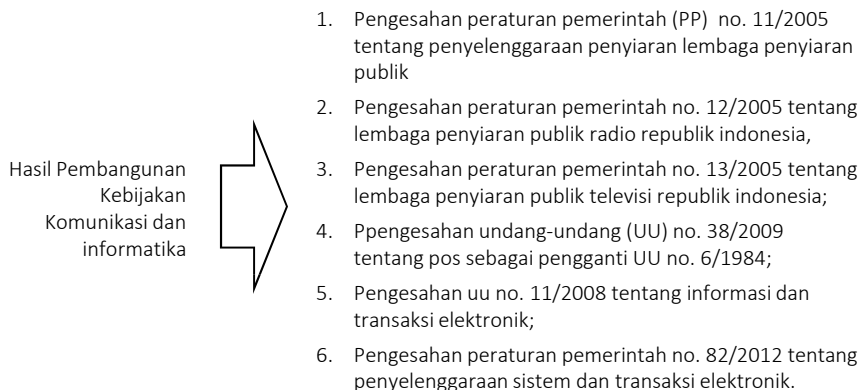 Hasil Pembangunan
Kebijakan
Komunikasi dan
informatika
1. Pengesahan peraturan pemerintah (PP) no. 11/2005
tentang penyelenggaraan penyiaran lembaga penyiaran
publik
2. Pengesahan peraturan pemerintah no. 12/2005 tentang
lembaga penyiaran publik radio republik indonesia,
3. Pengesahan peraturan pemerintah no. 13/2005 tentang
lembaga penyiaran publik televisi republik indonesia;
4. Ppengesahan undang-undang (UU) no. 38/2009
tentang pos sebagai pengganti UU no. 6/1984;
5. Pengesahan uu no. 11/2008 tentang informasi dan
transaksi elektronik;
6. Pengesahan peraturan pemerintah no. 82/2012 tentang
penyelenggaraan sistem dan transaksi elektronik.